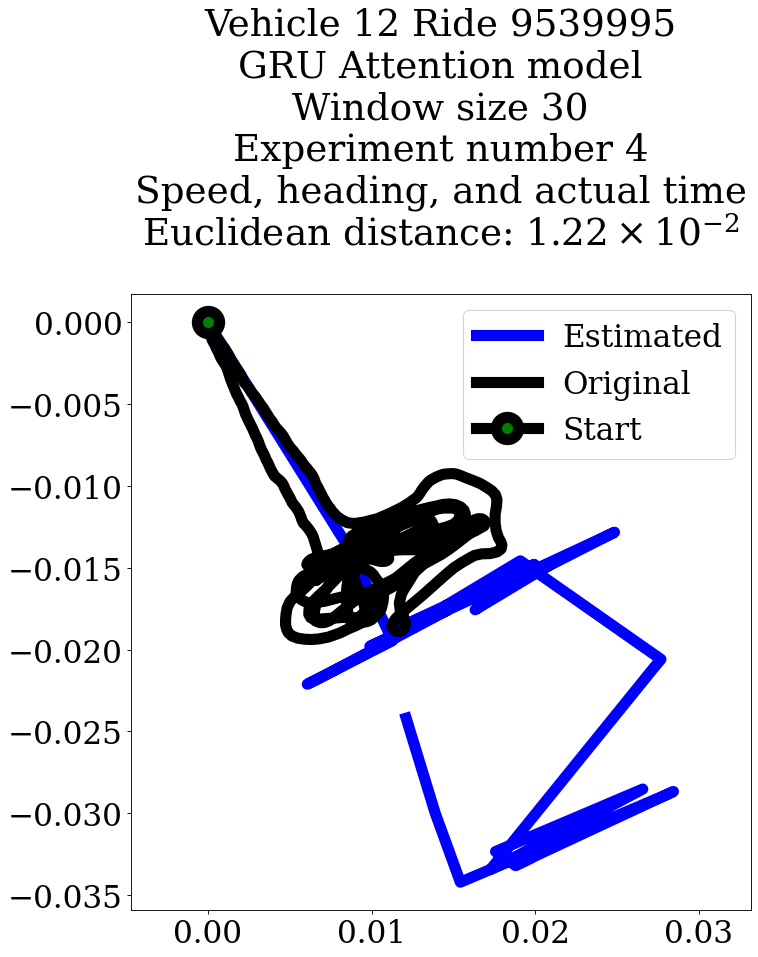 Vehicle 12 Ride 9539995
GRU Attention model
Window size 30
Experiment number 4
Speed, heading, and actual time
Euclidean distance: 1.22 × 10⁻²
Estimated
Original
Start
0.000
−0.005
−0.010
−0.015
−0.020
−0.025
−0.030
−0.035
0.00 0.01 0.02 0.03